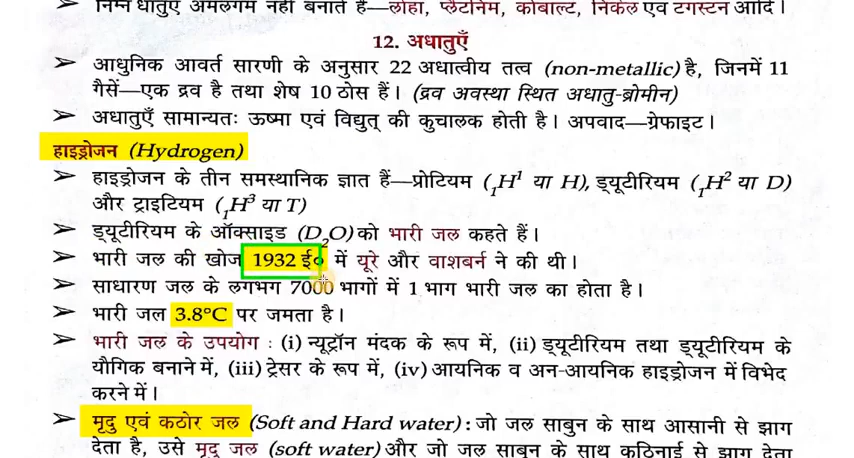 ➤ निम्न धातुएँ अमलगम नहीं बनाते हैं—लोहा, प्लैटिनम, कोबाल्ट, निकेल एवं टंगस्टन आदि।
12. अधातुएँ
➤ आधुनिक आवर्त सारणी के अनुसार 22 अधात्वीय तत्व (non-metallic) है, जिनमें 11
गैसें—एक द्रव है तथा शेष 10 ठोस हैं। (द्रव अवस्था स्थित अधातु-ब्रोमीन)
➤ अधातुएँ सामान्यतः ऊष्मा एवं विद्युत् की कुचालक होती है। अपवाद—ग्रेफाइट।
हाइड्रोजन (Hydrogen)
➤ हाइड्रोजन के तीन समस्थानिक ज्ञात हैं—प्रोटियम (₁H¹ या H), ड्यूटीरियम (₁H² या D)
और ट्राइटियम (₁H³ या T)
➤ ड्यूटीरियम के ऑक्साइड (D₂O) को भारी जल कहते हैं।
➤ भारी जल की खोज 1932 ई० में यूरे और वाशबर्न ने की थी।
➤ साधारण जल के लगभग 7000 भागों में 1 भाग भारी जल का होता है।
➤ भारी जल 3.8°C पर जमता है।
➤ भारी जल के उपयोग : (i) न्यूट्रॉन मंदक के रूप में, (ii) ड्यूटीरियम तथा ड्यूटीरियम के
यौगिक बनाने में, (iii) ट्रेसर के रूप में, (iv) आयनिक व अन-आयनिक हाइड्रोजन में विभेद
करने में।
➤ मृदु एवं कठोर जल (Soft and Hard water) : जो जल साबुन के साथ आसानी से झाग
देता है, उसे मृदु जल (soft water) और जो जल साबुन के साथ कठिनाई से झाग देता